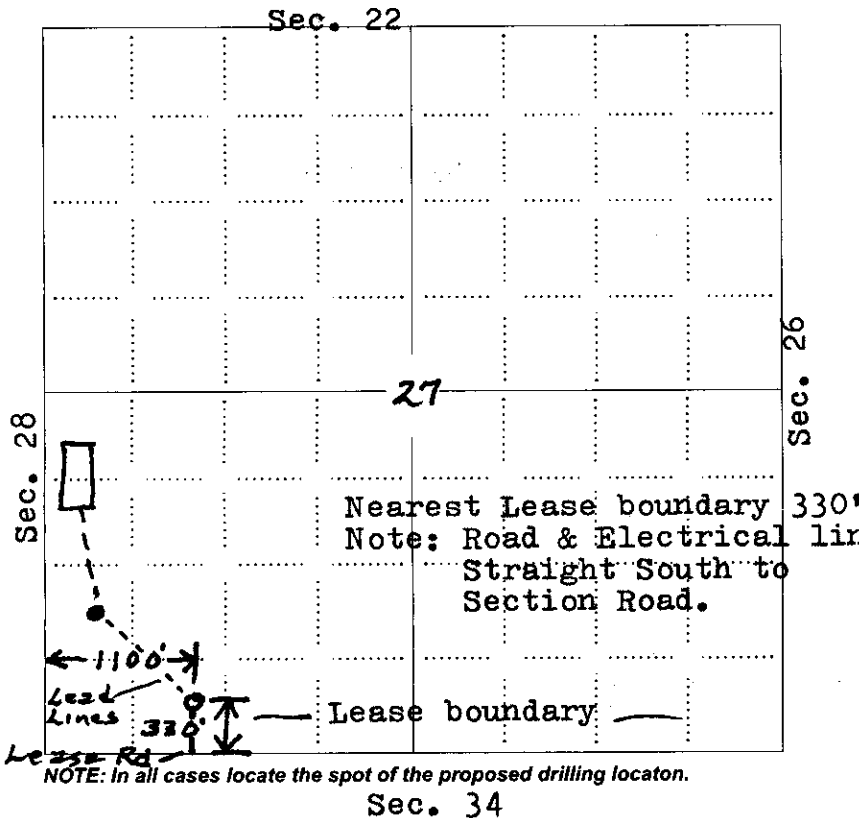 Sec. 22
Sec. 26
27
Sec. 28
Nearest Lease boundary 330'
Note: Road & Electrical lin
Straight South to
Section Road.
1100'
Lead
Lines
330'
Lease boundary
Lease Rd
NOTE: In all cases locate the spot of the proposed drilling locaton.
Sec. 34